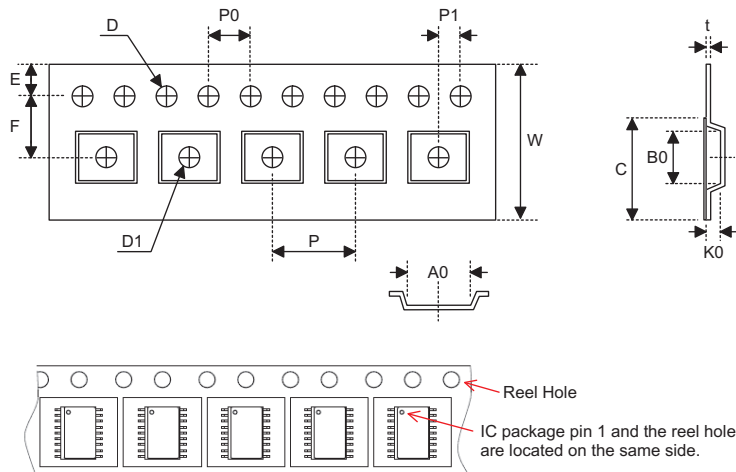 D
P0
P1
t
E
F
W
C
B0
D1
P
A0
K0
Reel Hole
IC package pin 1 and the reel hole
are located on the same side.